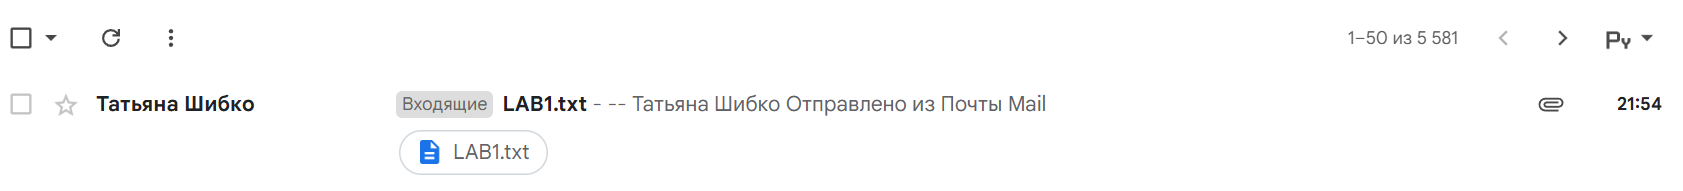 1–50 из 5 581 Ру
Татьяна Шибко Входящие LAB1.txt - -- Татьяна Шибко Отправлено из Почты Mail 21:54
LAB1.txt